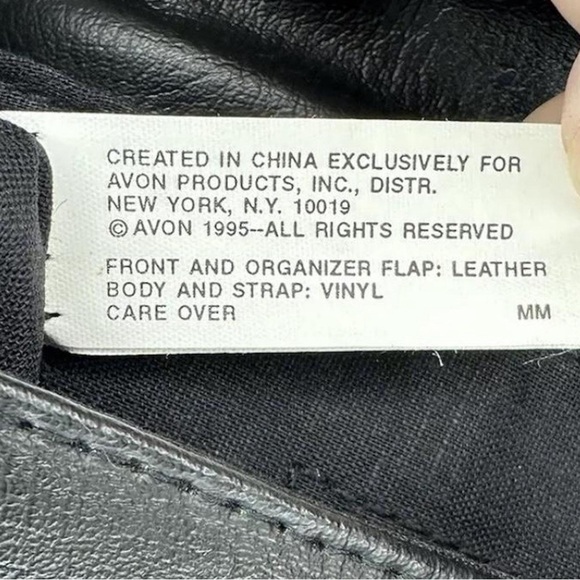 CREATED IN CHINA EXCLUSIVELY FOR
AVON PRODUCTS, INC., DISTR.
NEW YORK, N.Y. 10019
© AVON 1995--ALL RIGHTS RESERVED
FRONT AND ORGANIZER FLAP: LEATHER
BODY AND STRAP: VINYL
CARE OVER MM